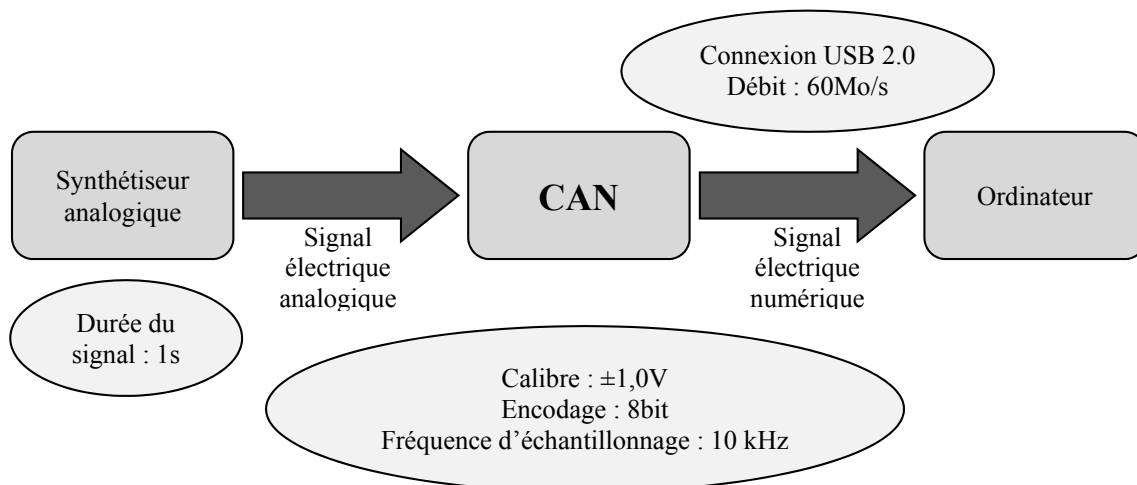 Connexion USB 2.0
Débit : 60Mo/s
Synthétiseur
analogique
CAN
Ordinateur
Signal
électrique
analogique
Signal
électrique
numérique
Durée du
signal : 1s
Calibre : ±1,0V
Encodage : 8bit
Fréquence d’échantillonnage : 10 kHz